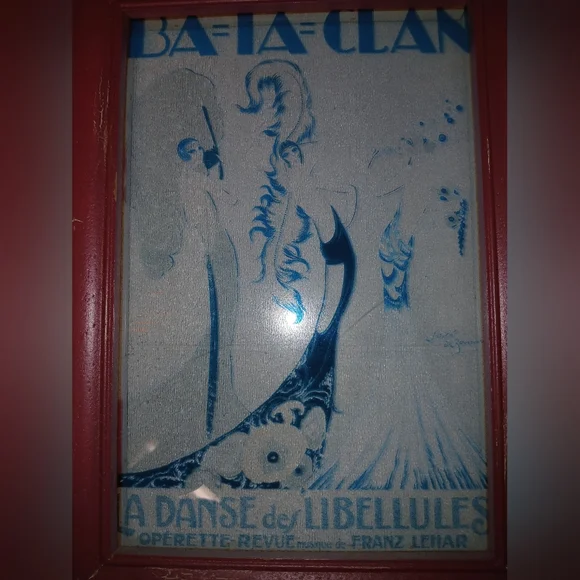 BA=TA=CLAN
LA DANSE des LIBELLULES
OPÉRETTE-REVUE musique de FRANZ LEHAR